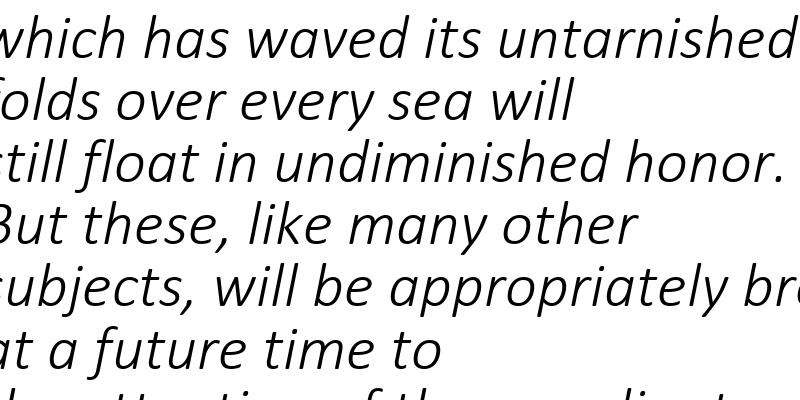 which has waved its untarnished
folds over every sea will
still float in undiminished honor.
But these, like many other
subjects, will be appropriately
at a future time to